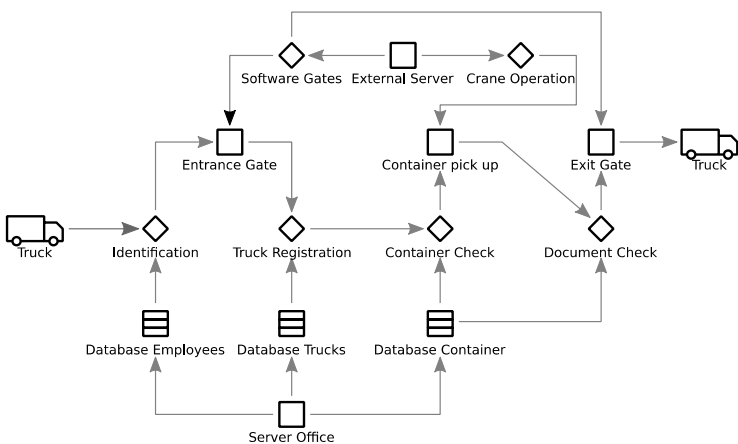 Software Gates
External Server
Crane Operation
Entrance Gate
Container pick up
Exit Gate
Truck
Truck
Identification
Truck Registration
Container Check
Document Check
Database Employees
Database Trucks
Database Container
Server Office